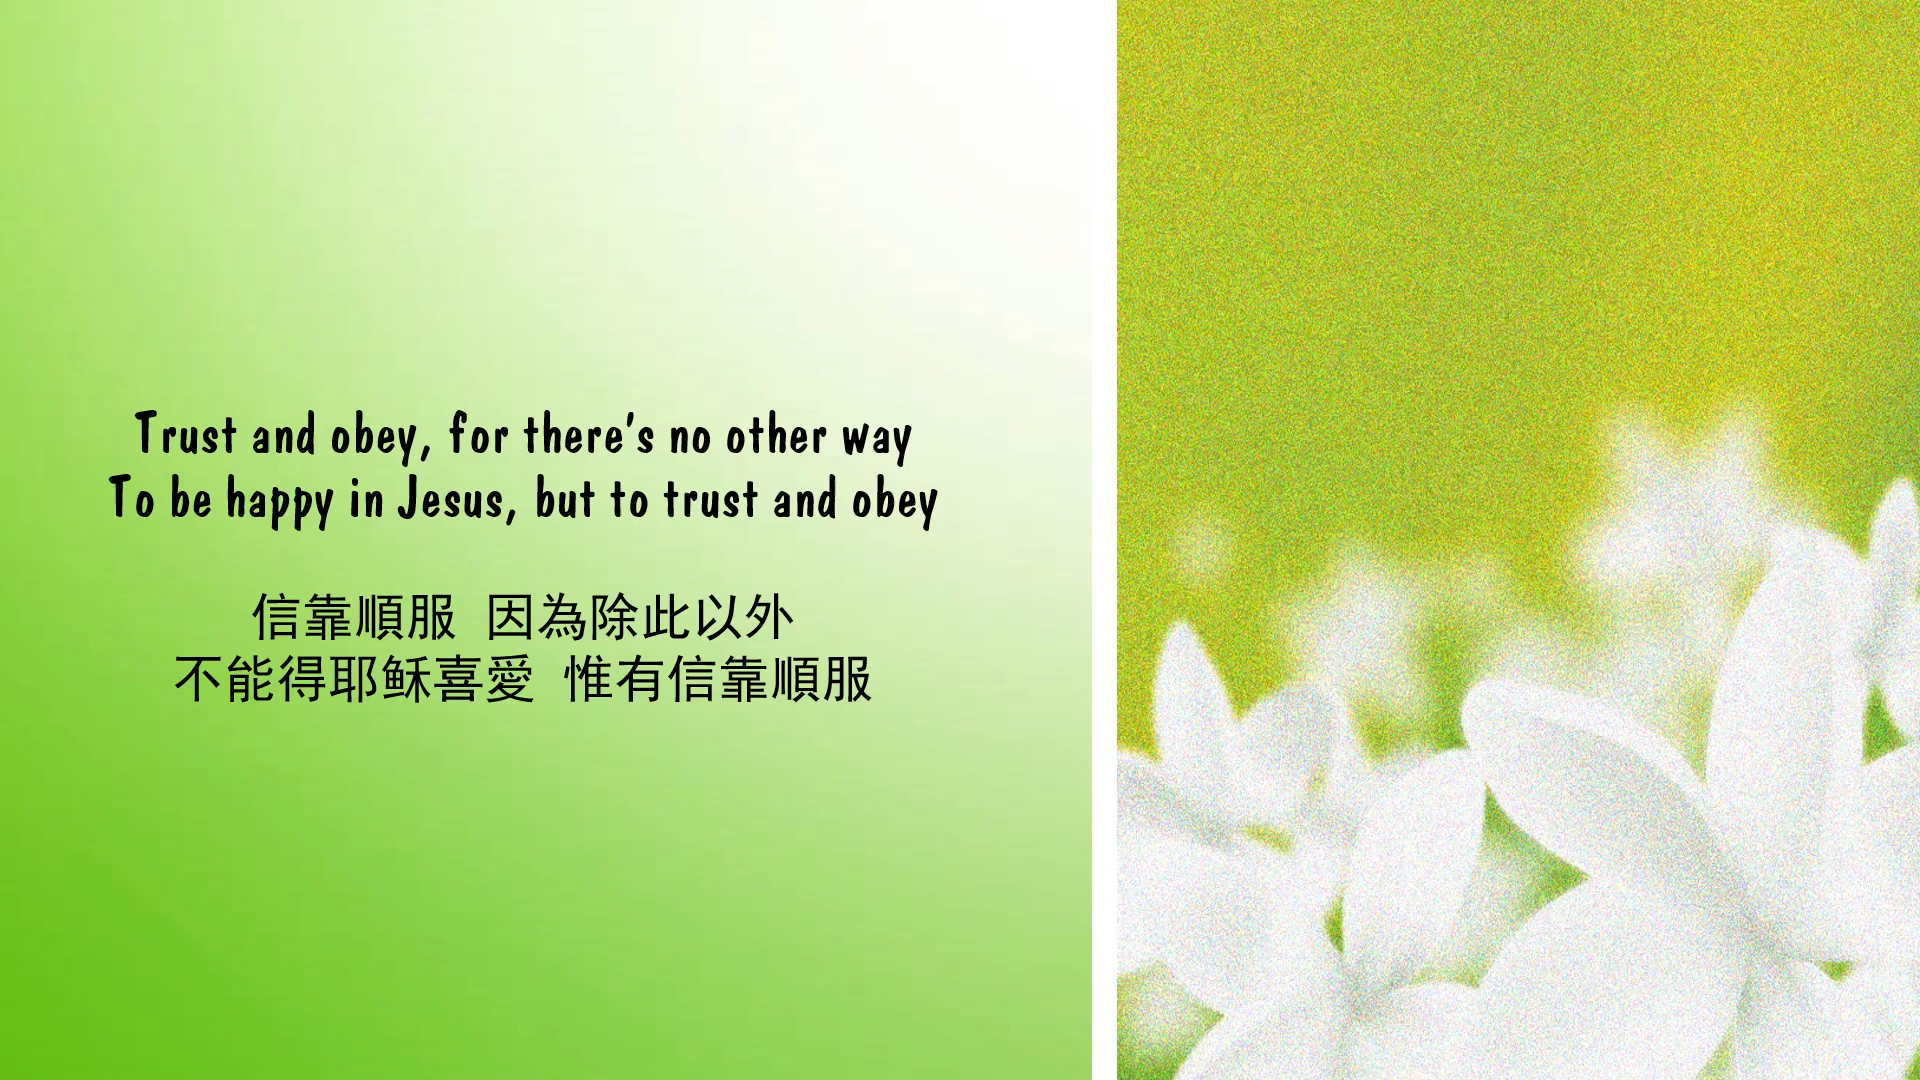 Trust and obey, for there's no other way
To be happy in Jesus, but to trust and obey
信靠順服 因為除此以外
不能得耶穌喜愛 惟有信靠順服